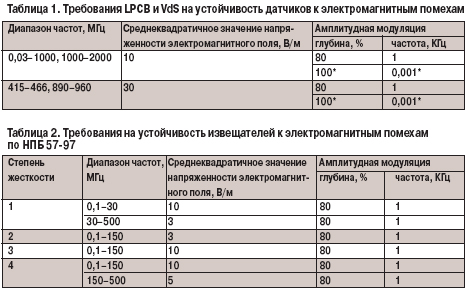 Таблица 1. Требования LPCB и VdS на устойчивость датчиков к электромагнитным помехам
Диапазон частот, МГц Среднеквадратичное значение напря- Амплитудная модуляция
женности электромагнитного поля, В/м глубина, % частота, КГц
0,03–1000, 1000–2000 10 80 1
100* 0,001*
415–466, 890–960 30 80 1
100* 0,001*
Таблица 2. Требования на устойчивость извещателей к электромагнитным помехам
по НПБ 57-97
Степень Диапазон частот, Среднеквадратичное значение Амплитудная модуляция
жесткости МГц напряженности электромагнит- глубина, % частота, КГц
ного поля, В/м
1 0,1–30 10 80 1
30–500 3 80 1
2 0,1–150 3 80 1
3 0,1–150 10 80 1
4 0,1–150 10 80 1
150–500 5 80 1